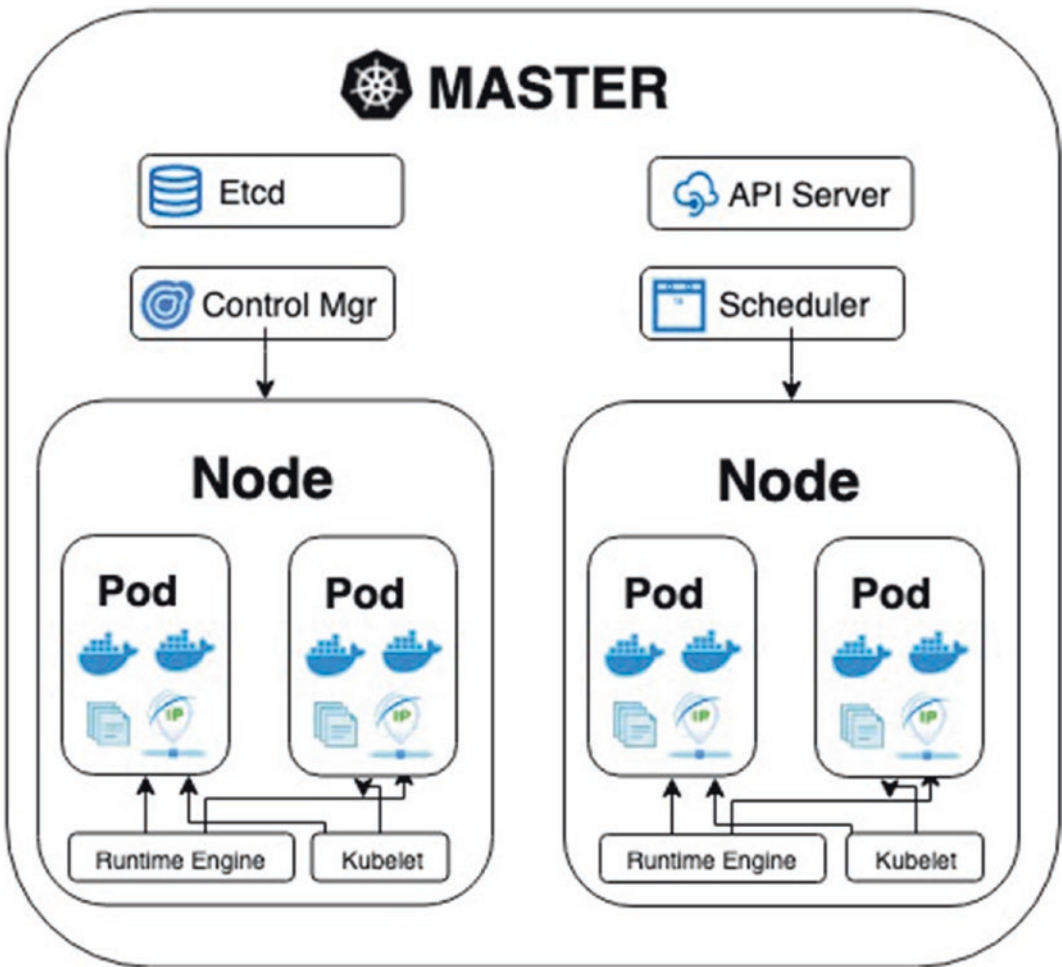 MASTER
Etcd
API Server
Control Mgr
Scheduler
Node
Node
Pod
Pod
Pod
Pod
IP
IP
IP
IP
Runtime Engine
Kubelet
Runtime Engine
Kubelet